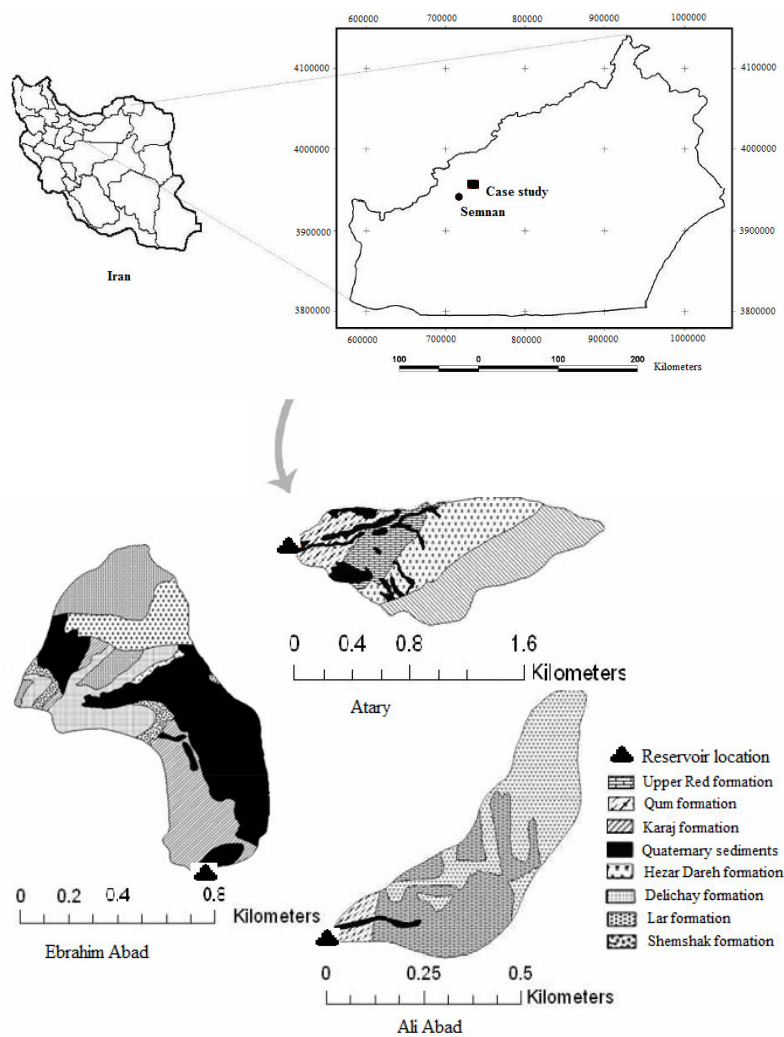 600000 700000 800000 900000 1000000
4100000 4100000
4000000 4000000
Case study
Semnan
3900000 3900000
Iran
3800000 3800000
600000 700000 800000 900000 1000000
100 0 100 200 Kilometers
0 0.4 0.8 1.6
Kilometers
Atary
Reservoir location
Upper Red formation
Qum formation
Karaj formation
Quaternary sediments
Hezar Dareh formation
Delichay formation
Lar formation
Shemshak formation
0 0.2 0.4 0.8
Kilometers
Ebrahim Abad
0 0.25 0.5
Kilometers
Ali Abad